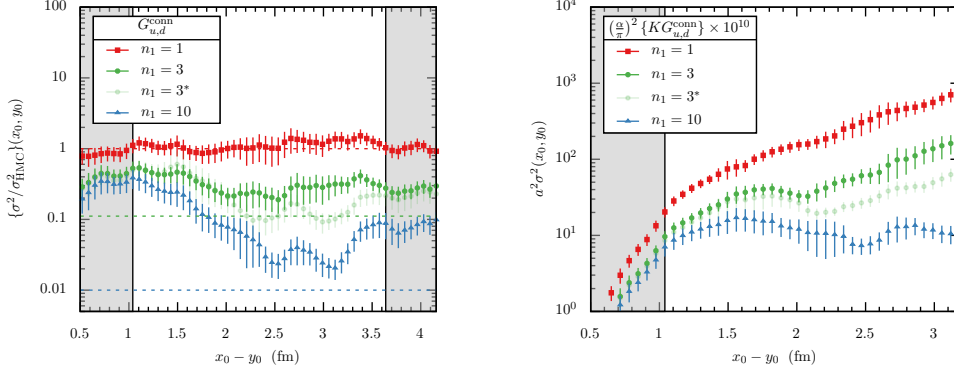 {σ²/σ²_HMC}(x₀, y₀)
100
10
1
0.1
0.01
G^conn_u,d
n₁ = 1
n₁ = 3
n₁ = 3*
n₁ = 10
0.5 1 1.5 2 2.5 3 3.5 4
x₀ − y₀ (fm)
a²σ²(x₀, y₀)
10⁴
10³
10²
10¹
10⁰
(α/π)² {KG^conn_u,d} × 10¹⁰
n₁ = 1
n₁ = 3
n₁ = 3*
n₁ = 10
0.5 1 1.5 2 2.5 3
x₀ − y₀ (fm)